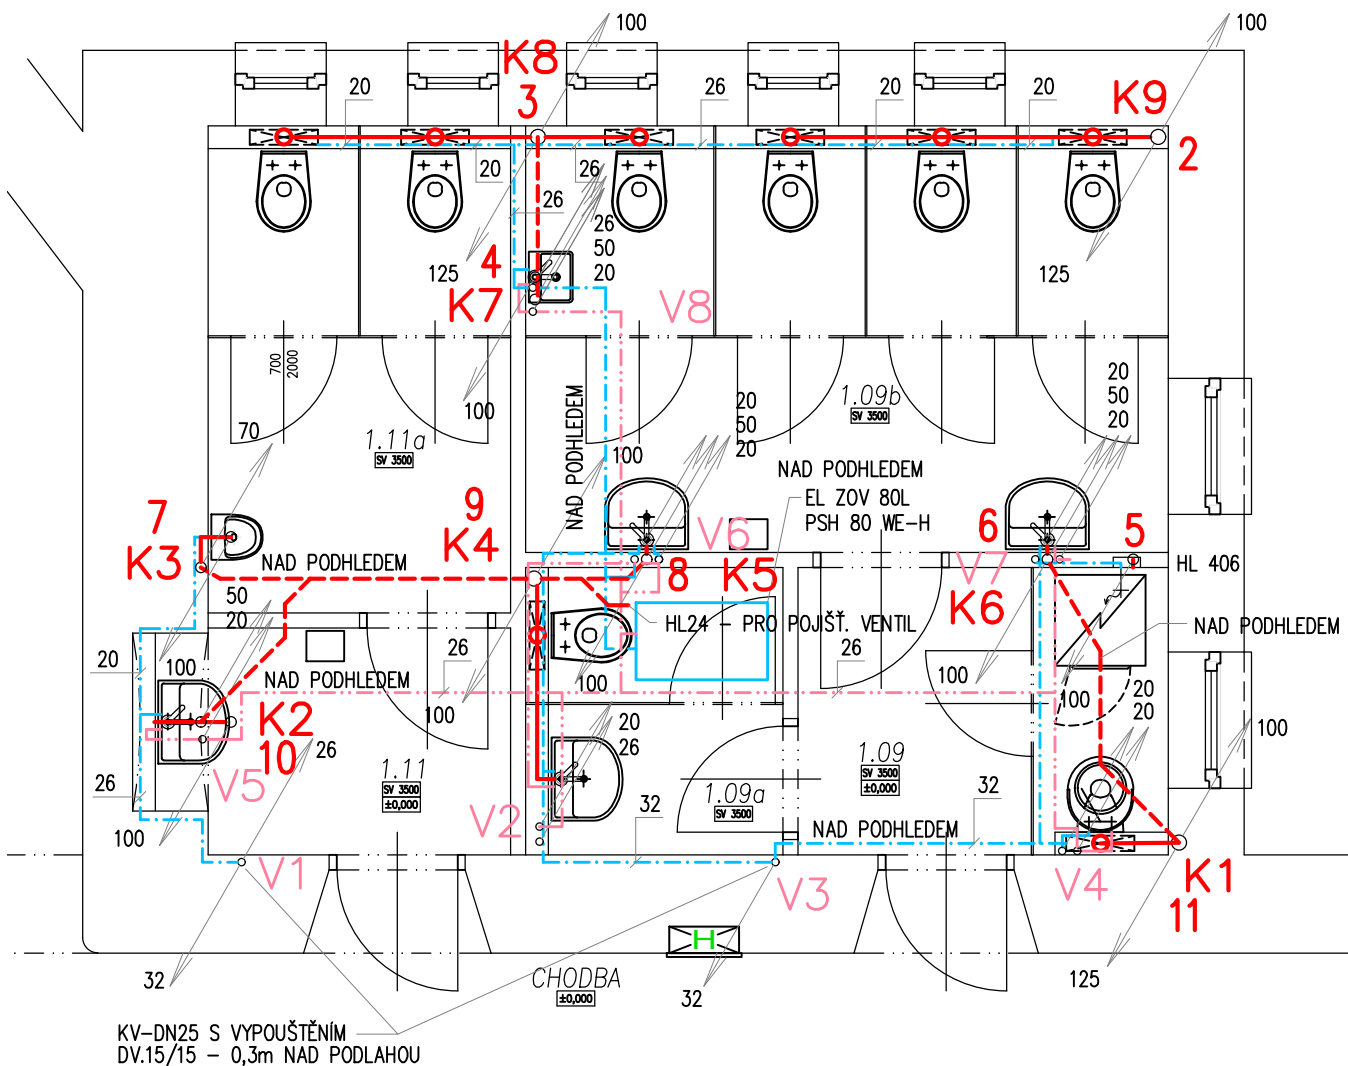 100
K8
3
100
20
26
20
20
K9
2
20
26
26
26
50
20
125
4
K7
V8
125
700
2000
100
70
1.11a
SV 3500
NAD PODHLEDEM
100
20
50
20
1.09b
SV 3500
20
50
20
NAD PODHLEDEM
EL ZOV 80L
PSH 80 WE-H
7
K3
9
K4
NAD PODHLEDEM
V6
8
K5
6
5
V7
K6
HL 406
50
20
HL24 - PRO POJIŠŤ. VENTIL
NAD PODHLEDEM
20
100
NAD PODHLEDEM
26
26
100
100
100
100
20
20
K2
10
26
20
26
100
V5
26
1.11
SV 3500
±0,000
V2
32
1.09a
SV 3500
1.09
SV 3500
±0,000
32
NAD PODHLEDEM
100
V1
V3
V4
K1
11
H
32
CHODBA
±0,000
32
125
KV-DN25 S VYPOUŠTĚNÍM
DV.15/15 - 0,3m NAD PODLAHOU